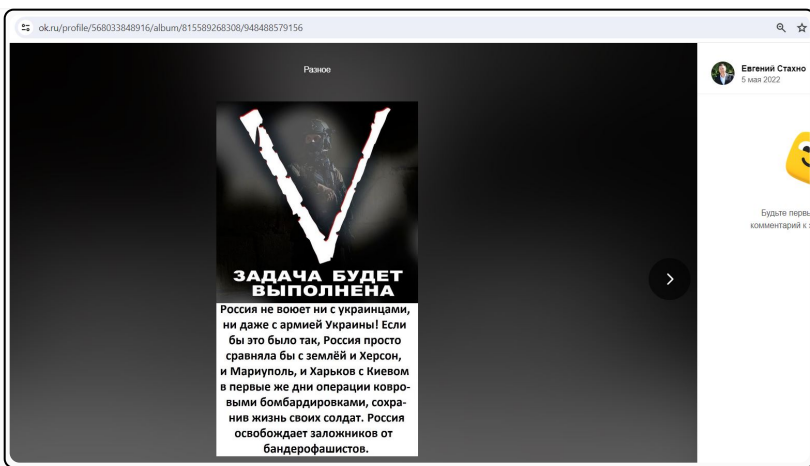 ok.ru/profile/568033848916/album/815589268308/948488579156
Разное
Евгений Стахно
5 мая 2022
ЗАДАЧА БУДЕТ
ВЫПОЛНЕНА
Россия не воюет ни с украинцами,
ни даже с армией Украины! Если
бы это было так, Россия просто
сравняла бы с землёй и Херсон,
и Мариуполь, и Харьков с Киевом
в первые же дни операции ковро-
выми бомбардировками, сохра-
нив жизнь своих солдат. Россия
освобождает заложников от
бандерофашистов.
Будьте
комментарий к